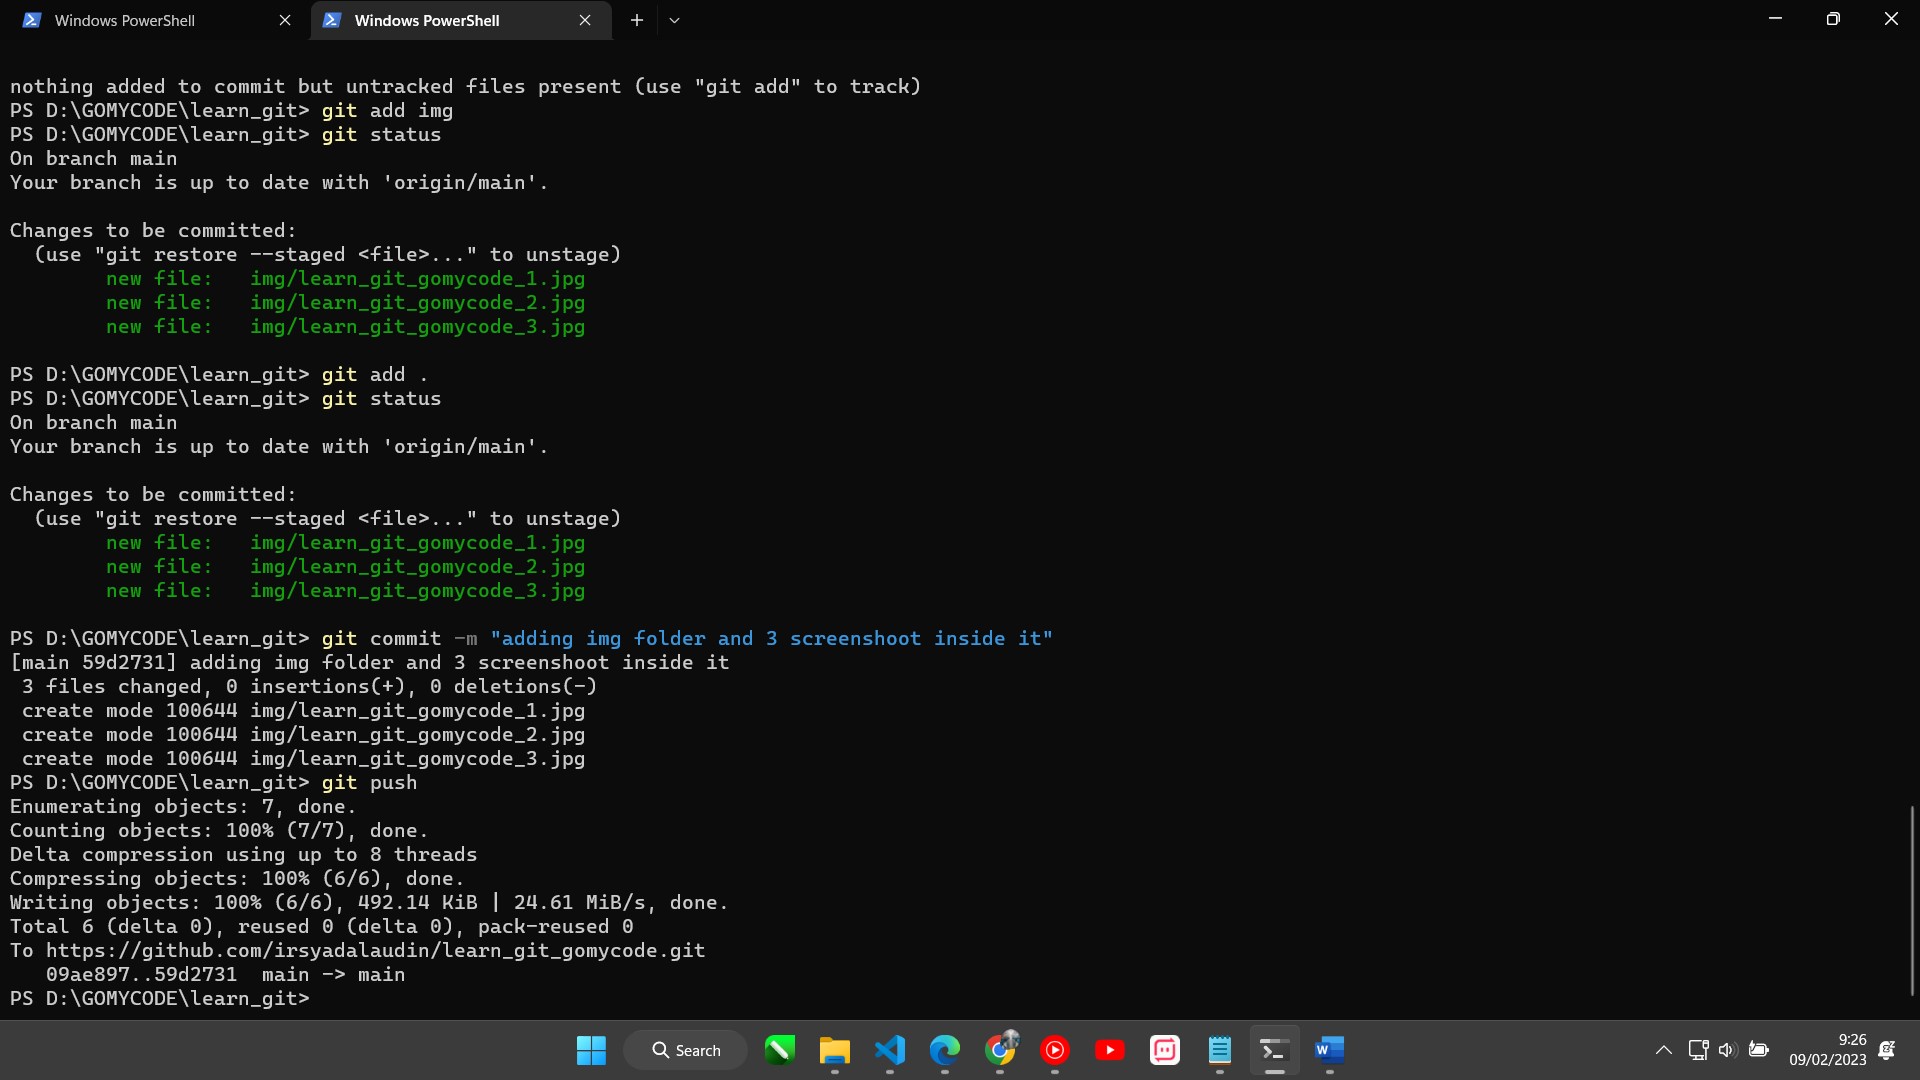 Windows PowerShell
Windows PowerShell
nothing added to commit but untracked files present (use "git add" to track)
PS D:\GOMYCODE\learn_git> git add img
PS D:\GOMYCODE\learn_git> git status
On branch main
Your branch is up to date with 'origin/main'.
Changes to be committed:
  (use "git restore --staged <file>..." to unstage)
        new file:   img/learn_git_gomycode_1.jpg
        new file:   img/learn_git_gomycode_2.jpg
        new file:   img/learn_git_gomycode_3.jpg
PS D:\GOMYCODE\learn_git> git add .
PS D:\GOMYCODE\learn_git> git status
On branch main
Your branch is up to date with 'origin/main'.
Changes to be committed:
  (use "git restore --staged <file>..." to unstage)
        new file:   img/learn_git_gomycode_1.jpg
        new file:   img/learn_git_gomycode_2.jpg
        new file:   img/learn_git_gomycode_3.jpg
PS D:\GOMYCODE\learn_git> git commit -m "adding img folder and 3 screenshoot inside it"
[main 59d2731] adding img folder and 3 screenshoot inside it
 3 files changed, 0 insertions(+), 0 deletions(-)
 create mode 100644 img/learn_git_gomycode_1.jpg
 create mode 100644 img/learn_git_gomycode_2.jpg
 create mode 100644 img/learn_git_gomycode_3.jpg
PS D:\GOMYCODE\learn_git> git push
Enumerating objects: 7, done.
Counting objects: 100% (7/7), done.
Delta compression using up to 8 threads
Compressing objects: 100% (6/6), done.
Writing objects: 100% (6/6), 492.14 KiB | 24.61 MiB/s, done.
Total 6 (delta 0), reused 0 (delta 0), pack-reused 0
To https://github.com/irsyadalaudin/learn_git_gomycode.git
   09ae897..59d2731  main -> main
PS D:\GOMYCODE\learn_git>
Search
9:26
09/02/2023